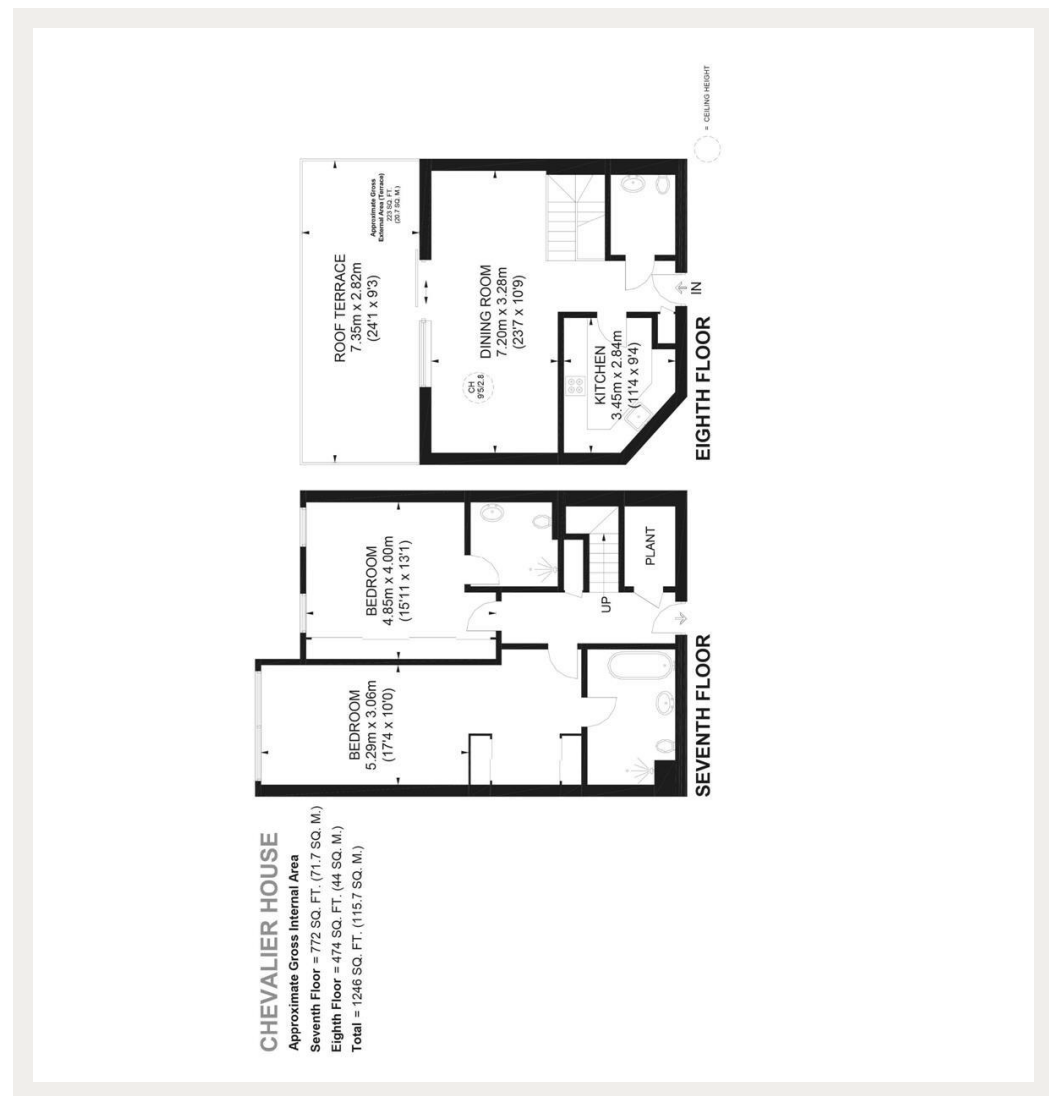 CHEVALIER HOUSE
Approximate Gross Internal Area
Seventh Floor = 772 SQ. FT. (71.7 SQ. M.)
Eighth Floor = 474 SQ. FT. (44 SQ. M.)
Total = 1246 SQ. FT. (115.7 SQ. M.)
BEDROOM
5.29m x 3.06m
(17'4 x 10'0)
BEDROOM
4.85m x 4.00m
(15'11 x 13'1)
UP
PLANT
SEVENTH FLOOR
ROOF TERRACE
7.35m x 2.82m
(24'1 x 9'3)
Approximate Gross
External Area (Terrace)
223 SQ. FT.
(20.7 SQ. M.)
CH
9'5/2.8
DINING ROOM
7.20m x 3.28m
(23'7 x 10'9)
KITCHEN
3.45m x 2.84m
(11'4 x 9'4)
IN
EIGHTH FLOOR
= CEILING HEIGHT